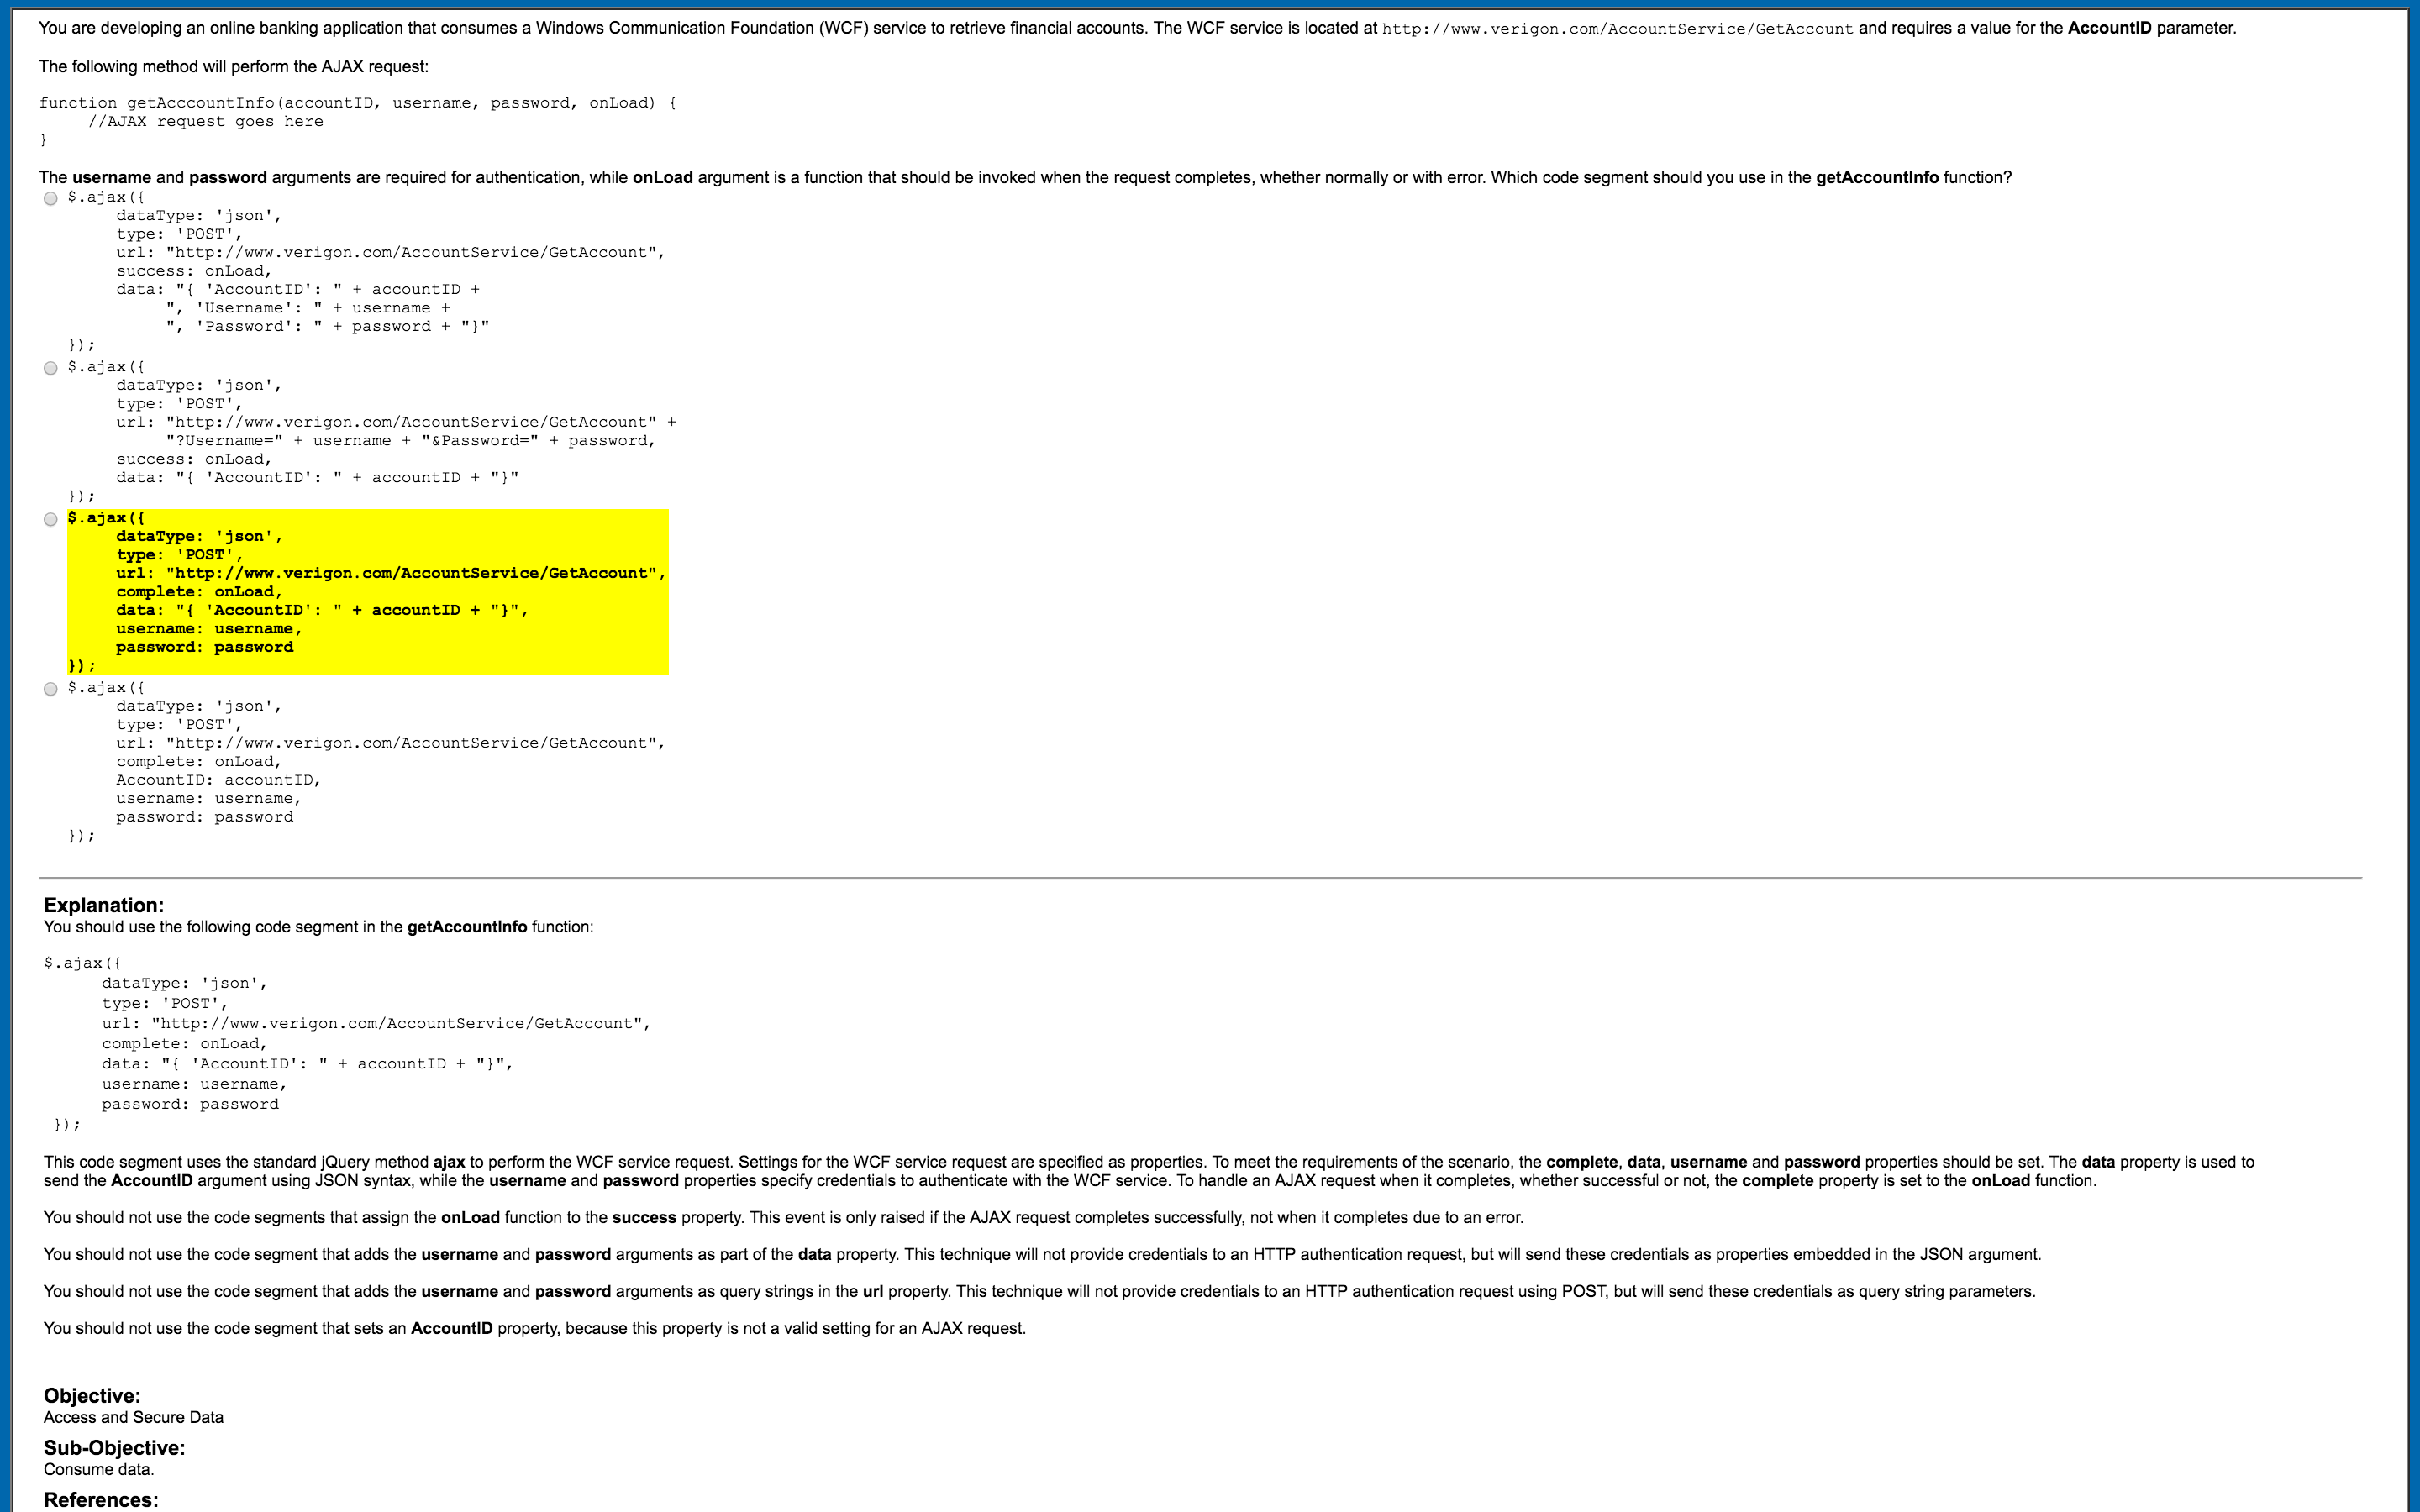 You are developing an online banking application that consumes a Windows Communication Foundation (WCF) service to retrieve financial accounts. The WCF service is located at http://www.verigon.com/AccountService/GetAccount and requires a value for the AccountID parameter.
The following method will perform the AJAX request:
function getAcccountInfo(accountID, username, password, onLoad) {
//AJAX request goes here
}
The username and password arguments are required for authentication, while onLoad argument is a function that should be invoked when the request completes, whether normally or with error. Which code segment should you use in the getAccountInfo function?
$.ajax({
dataType: 'json',
type: 'POST',
url: "http://www.verigon.com/AccountService/GetAccount",
success: onLoad,
data: "{ 'AccountID': " + accountID +
", 'Username': " + username +
", 'Password': " + password + "}"
});
$.ajax({
dataType: 'json',
type: 'POST',
url: "http://www.verigon.com/AccountService/GetAccount" +
"?Username=" + username + "&Password=" + password,
success: onLoad,
data: "{ 'AccountID': " + accountID + "}"
});
$.ajax({
dataType: 'json',
type: 'POST',
url: "http://www.verigon.com/AccountService/GetAccount",
complete: onLoad,
data: "{ 'AccountID': " + accountID + "}",
username: username,
password: password
});
$.ajax({
dataType: 'json',
type: 'POST',
url: "http://www.verigon.com/AccountService/GetAccount",
complete: onLoad,
AccountID: accountID,
username: username,
password: password
});
Explanation:
You should use the following code segment in the getAccountInfo function:
$.ajax({
dataType: 'json',
type: 'POST',
url: "http://www.verigon.com/AccountService/GetAccount",
complete: onLoad,
data: "{ 'AccountID': " + accountID + "}",
username: username,
password: password
});
This code segment uses the standard jQuery method ajax to perform the WCF service request. Settings for the WCF service request are specified as properties. To meet the requirements of the scenario, the complete, data, username and password properties should be set. The data property is used to
send the AccountID argument using JSON syntax, while the username and password properties specify credentials to authenticate with the WCF service. To handle an AJAX request when it completes, whether successful or not, the complete property is set to the onLoad function.
You should not use the code segments that assign the onLoad function to the success property. This event is only raised if the AJAX request completes successfully, not when it completes due to an error.
You should not use the code segment that adds the username and password arguments as part of the data property. This technique will not provide credentials to an HTTP authentication request, but will send these credentials as properties embedded in the JSON argument.
You should not use the code segment that adds the username and password arguments as query strings in the url property. This technique will not provide credentials to an HTTP authentication request using POST, but will send these credentials as query string parameters.
You should not use the code segment that sets an AccountID property, because this property is not a valid setting for an AJAX request.
Objective:
Access and Secure Data
Sub-Objective:
Consume data.
References: